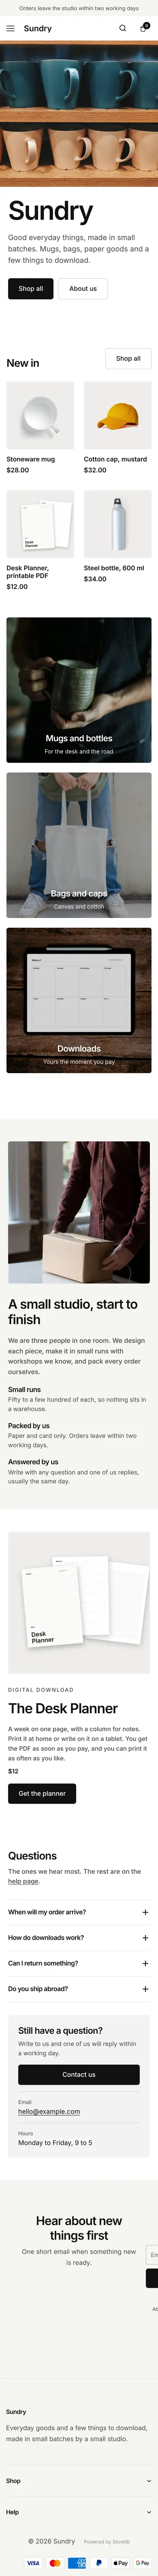 Orders leave the studio within two working days
Sundry
0
Sundry
Good everyday things, made in small
batches. Mugs, bags, paper goods and a
few things to download.
Shop all
About us
New in
Shop all
Stoneware mug
$28.00
Cotton cap, mustard
$32.00
Desk
Planner
Desk Planner,
printable PDF
$12.00
Steel bottle, 600 ml
$34.00
Mugs and bottles
For the desk and the road
Bags and caps
Canvas and cotton
Downloads
Yours the moment you pay
A small studio, start to
finish
We are three people in one room. We design
each piece, make it in small runs with
workshops we know, and pack every order
ourselves.
Small runs
Fifty to a few hundred of each, so nothing sits in
a warehouse.
Packed by us
Paper and card only. Orders leave within two
working days.
Answered by us
Write with any question and one of us replies,
usually the same day.
Desk
Planner
DIGITAL DOWNLOAD
The Desk Planner
A week on one page, with a column for notes.
Print it at home or write on it on a tablet. You get
the PDF as soon as you pay, and you can print it
as often as you like.
$12
Get the planner
Questions
The ones we hear most. The rest are on the
help page.
When will my order arrive?
How do downloads work?
Can I return something?
Do you ship abroad?
Still have a question?
Write to us and one of us will reply within
a working day.
Contact us
Email
hello@example.com
Hours
Monday to Friday, 9 to 5
Hear about new
things first
One short email when something new
is ready.
Sundry
Everyday goods and a few things to download,
made in small batches by a small studio.
Shop
Help
© 2026 Sundry
Powered by Storebb
VISA
AMEX
PayPal
Apple Pay
G Pay